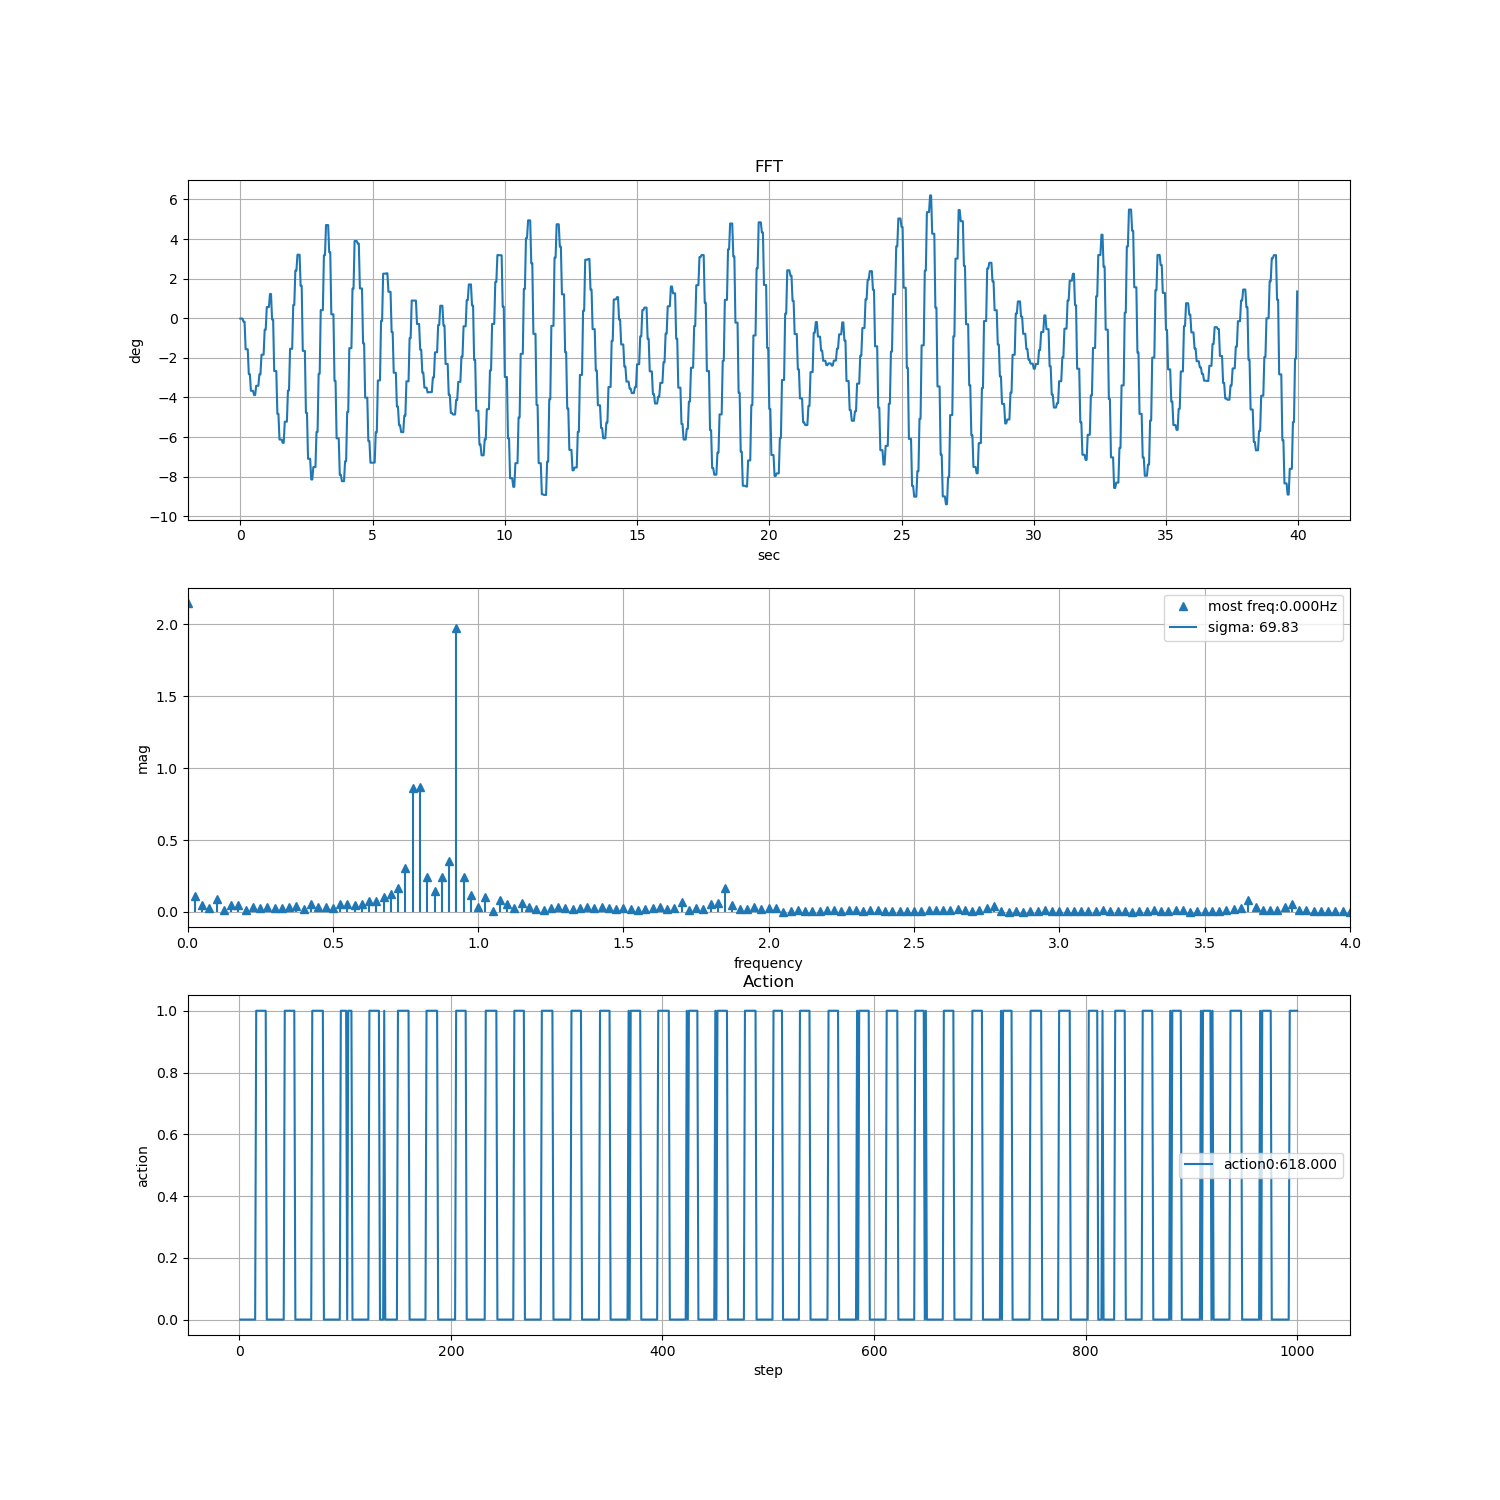 FFT
6
4
2
0
−2
−4
−6
−8
−10
deg
0 5 10 15 20 25 30 35 40
sec
most freq:0.000Hz
sigma: 69.83
2.0
1.5
1.0
0.5
0.0
mag
0.0 0.5 1.0 1.5 2.0 2.5 3.0 3.5 4.0
frequency
Action
1.0
0.8
0.6
0.4
0.2
0.0
action
action0:618.000
0 200 400 600 800 1000
step